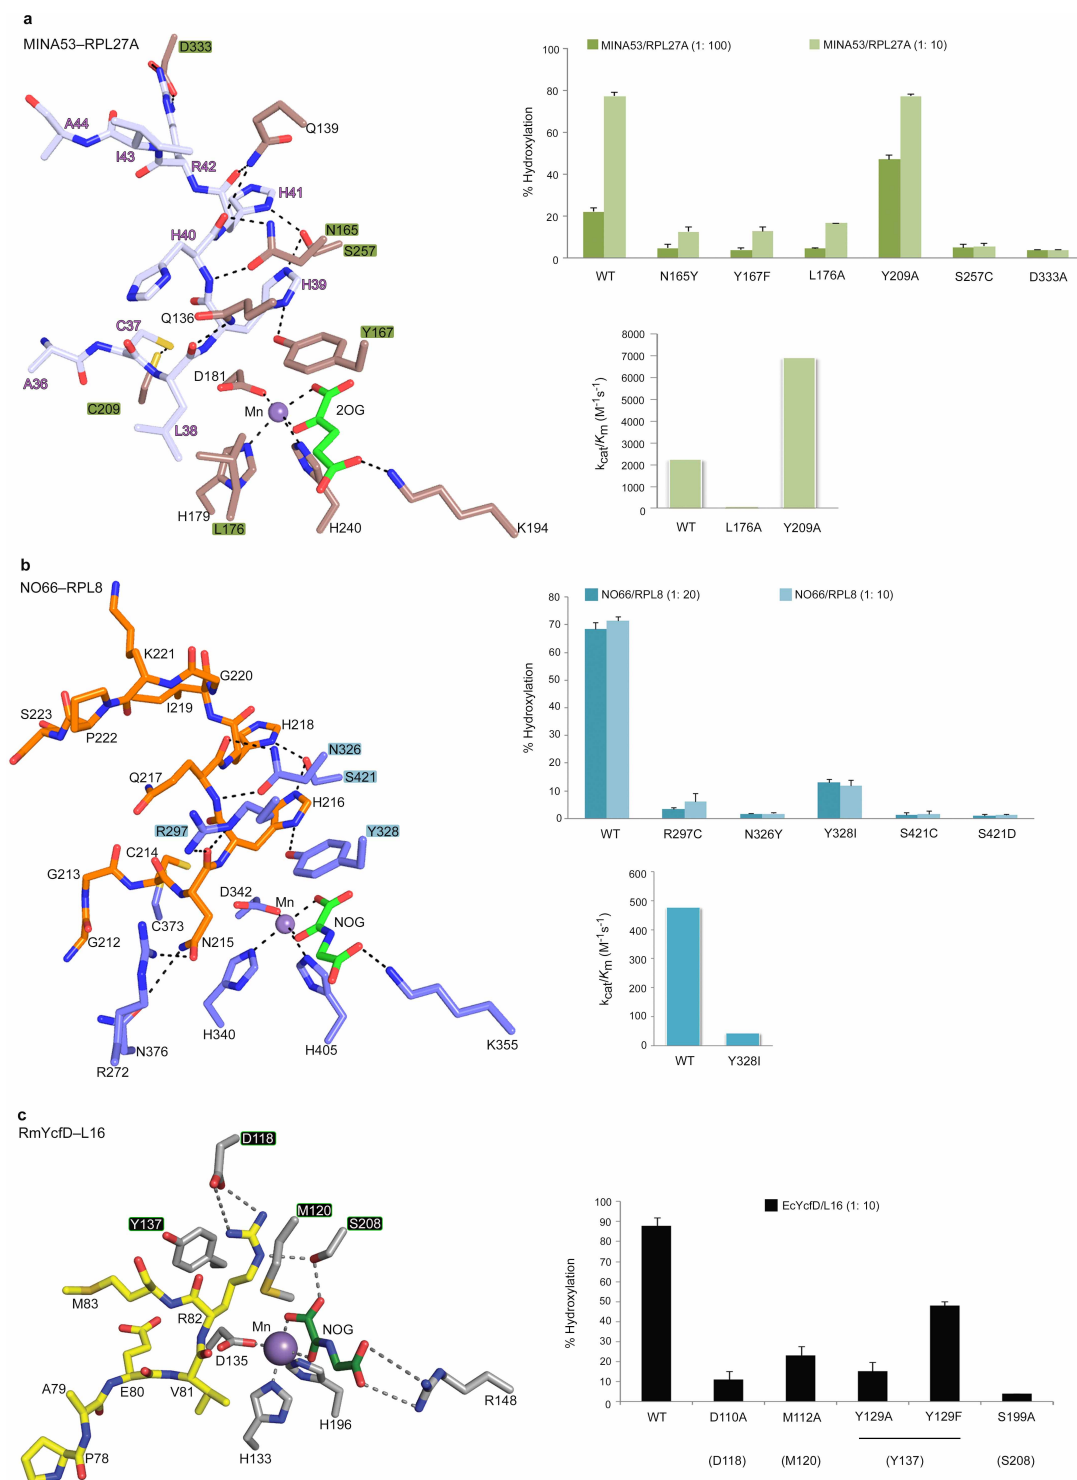 a
MINA53–RPL27A
D333
Q139
A44
I43
R42
H41
N165
S257
H40
H39
Q136
C37
Y167
A36
D181
C209
Mn
2OG
L38
H179
L176
H240
K194
MINA53/RPL27A (1: 100)
MINA53/RPL27A (1: 10)
% Hydroxylation
100
80
60
40
20
0
WT N165Y Y167F L176A Y209A S257C D333A
kcat/Km (M⁻¹s⁻¹)
8000
7000
6000
5000
4000
3000
2000
1000
0
WT L176A Y209A
b
NO66–RPL8
K221
G220
I219
S223
P222
H218
N326
S421
Q217
H216
R297
Y328
C214
G213
D342
Mn
C373
NOG
G212
N215
H340
N376
H405
K355
R272
NO66/RPL8 (1: 20)
NO66/RPL8 (1: 10)
% Hydroxylation
80
70
60
50
40
30
20
10
0
WT R297C N326Y Y328I S421C S421D
kcat/Km (M⁻¹s⁻¹)
600
500
400
300
200
100
0
WT Y328I
c
RmYcfD–L16
D118
M120
Y137
S208
M83
R82
Mn
NOG
D135
A79
E80
V81
R148
H196
P78
H133
EcYcfD/L16 (1: 10)
% Hydroxylation
100
90
80
70
60
50
40
30
20
10
0
WT D110A M112A Y129A Y129F S199A
(D118) (M120) (Y137) (S208)